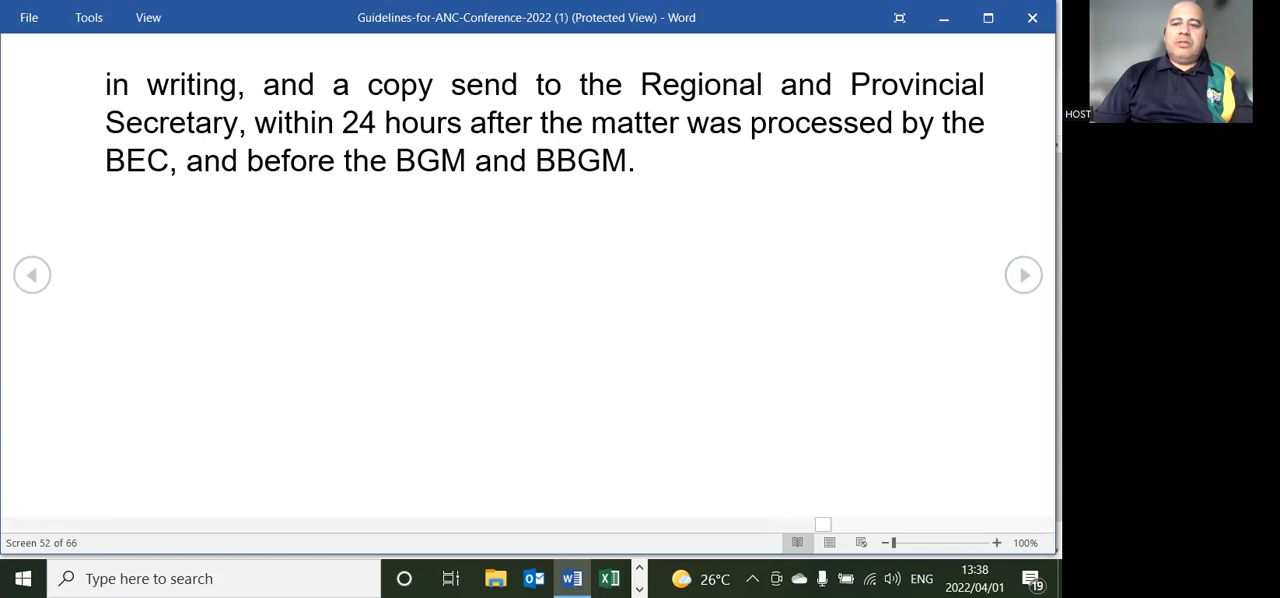 File Tools View Guidelines-for-ANC-Conference-2022 (1) (Protected View) - Word
in writing, and a copy send to the Regional and Provincial
Secretary, within 24 hours after the matter was processed by the
BEC, and before the BGM and BBGM.
HOST
Screen 52 of 66
100%
Type here to search
26°C
ENG
13:38
2022/04/01
19